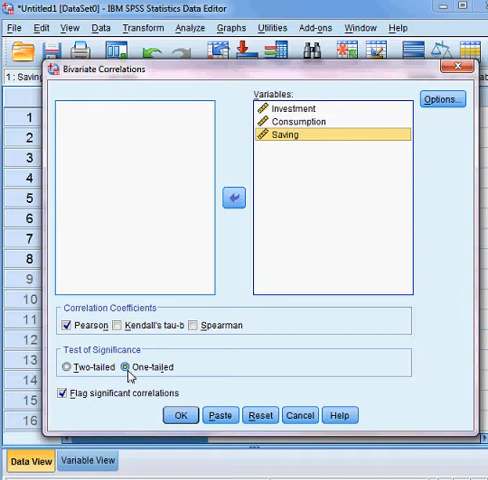 *Untitled1 [DataSet0] - IBM SPSS Statistics Data Editor
File Edit View Data Transform Analyze Graphs Utilities Add-ons Window Help
1 : Saving
Bivariate Correlations
Variables:
Investment
Consumption
Saving
Options...
1
2
3
4
5
6
7
8
9
10
11
12
13
14
15
16
Correlation Coefficients
Pearson Kendall's tau-b Spearman
Test of Significance
Two-tailed One-tailed
Flag significant correlations
OK Paste Reset Cancel Help
Data View Variable View